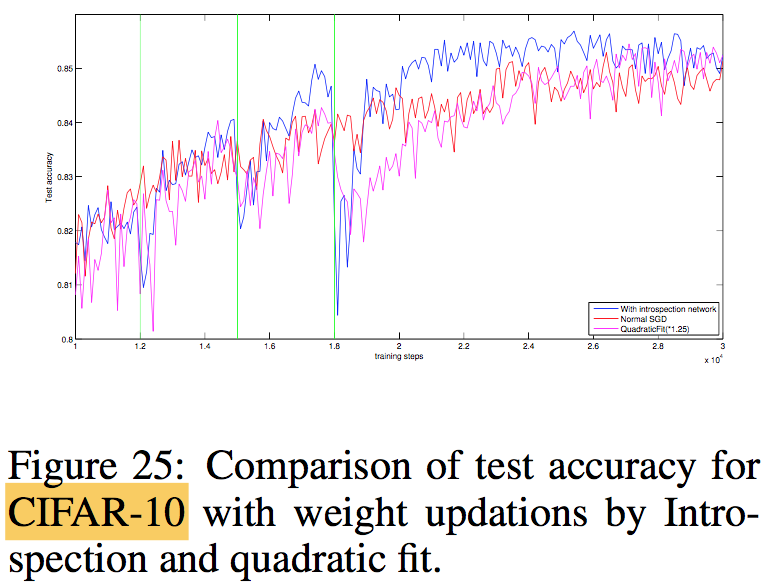 0.85
0.84
0.83
0.82
0.81
0.8
Test accuracy
1 1.2 1.4 1.6 1.8 2 2.2 2.4 2.6 2.8 3
training steps
x 10⁴
With introspection network
Normal SGD
QuadraticFit(*1.25)
Figure 25: Comparison of test accuracy for
CIFAR-10 with weight updations by Intro-
spection and quadratic fit.